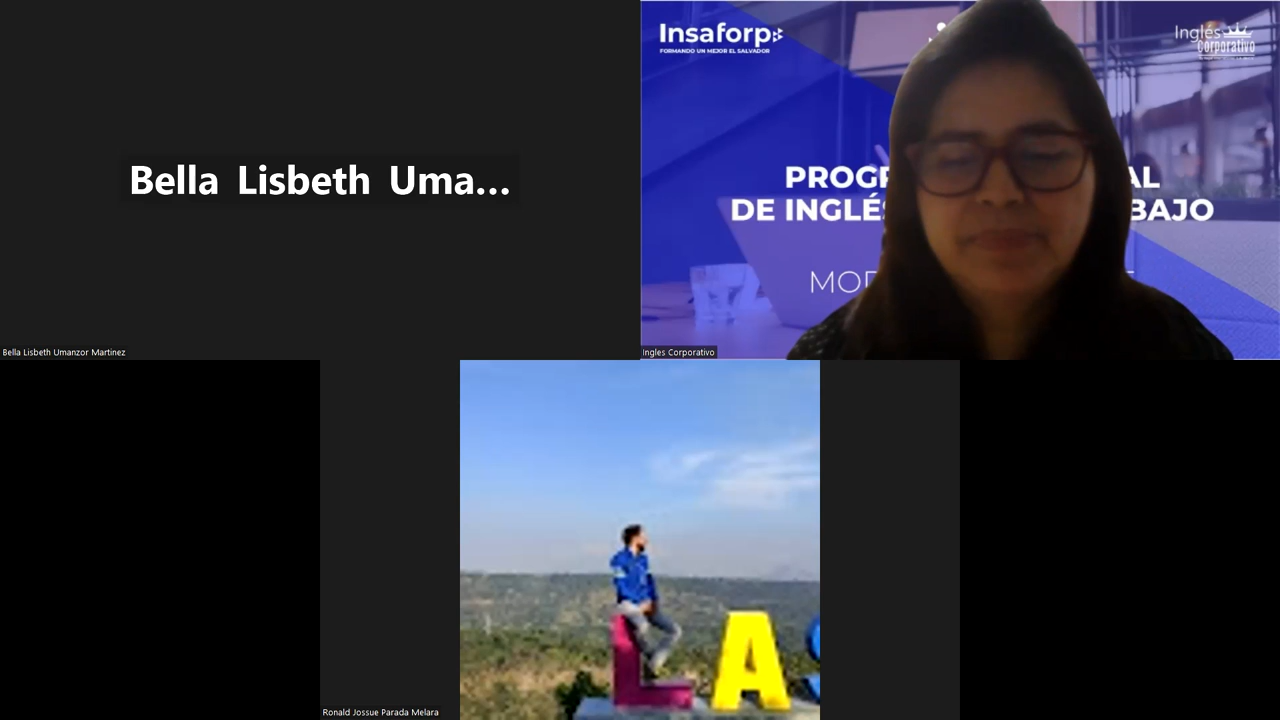 Bella Lisbeth Uma...
Bella Lisbeth Umanzor Martinez
Insaforp
FORMANDO UN MEJOR EL SALVADOR
Inglés
Corporativo
PROGR AL
DE INGLÉS BAJO
MOD
Ingles Corporativo
LAS
Ronald Jossue Parada Melara